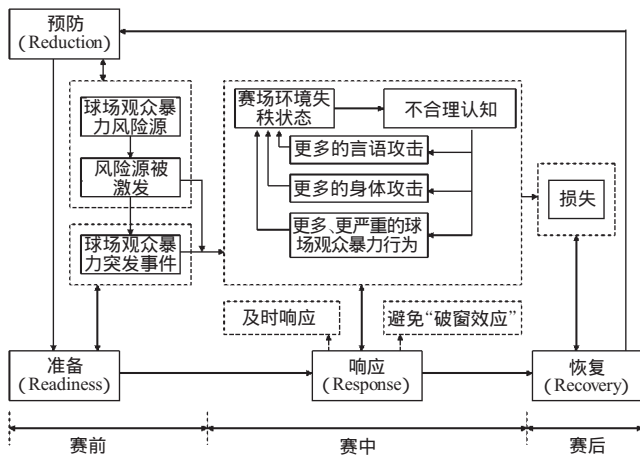 预防
(Reduction)
球场观众暴
力风险源
风险源被
激发
球场观众暴
力突发事件
赛场环境失
秩状态
不合理认知
更多的言语攻击
更多的身体攻击
更多、更严重的球
场观众暴力行为
损失
及时响应
避免“破窗效应”
准备
(Readiness)
响应
(Response)
恢复
(Recovery)
赛前
赛中
赛后